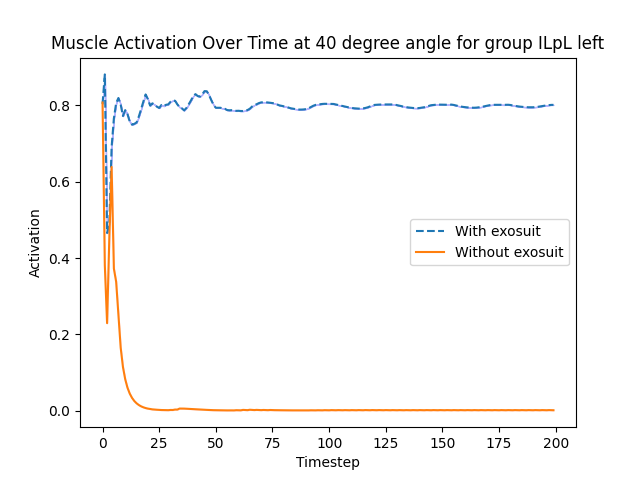 Muscle Activation Over Time at 40 degree angle for group ILpL left
Activation
0.8
0.6
0.4
0.2
0.0
With exosuit
Without exosuit
0 25 50 75 100 125 150 175 200
Timestep